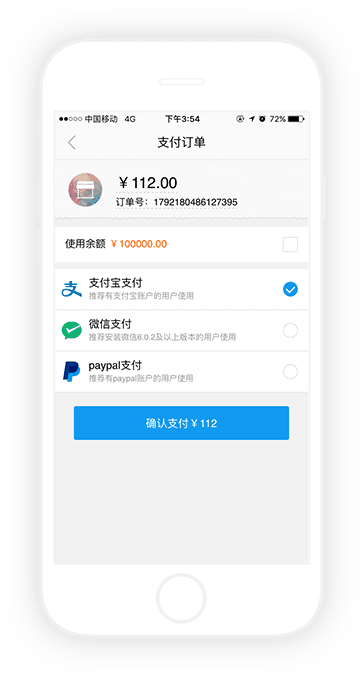 中国移动 4G 下午3:54 72%
支付订单
￥112.00
订单号：1792180486127395
使用余额 ￥100000.00
支付宝支付
推荐有支付宝账户的用户使用
微信支付
推荐安装微信6.0.2及以上版本的用户使用
paypal支付
推荐有paypal账户的用户使用
确认支付￥112